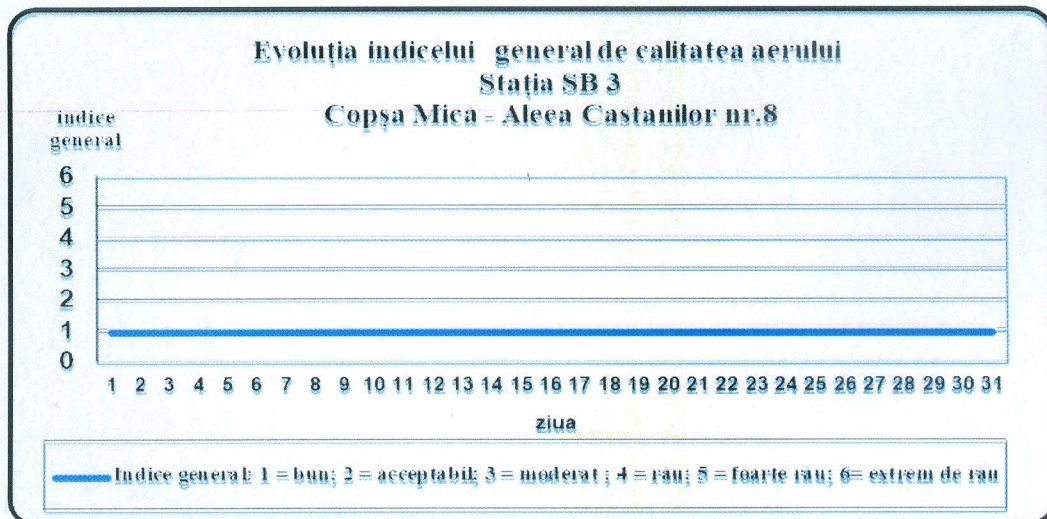 Evoluția indicelui general de calitatea aerului
Stația SB 3
Copșa Mica - Aleea Castanilor nr.8
indice
general
6
5
4
3
2
1
0
1 2 3 4 5 6 7 8 9 10 11 12 13 14 15 16 17 18 19 20 21 22 23 24 25 26 27 28 29 30 31
ziua
Indice general: 1 = bun; 2 = acceptabil; 3 = moderat ; 4 = rau; 5 = foarte rau; 6= extrem de rau